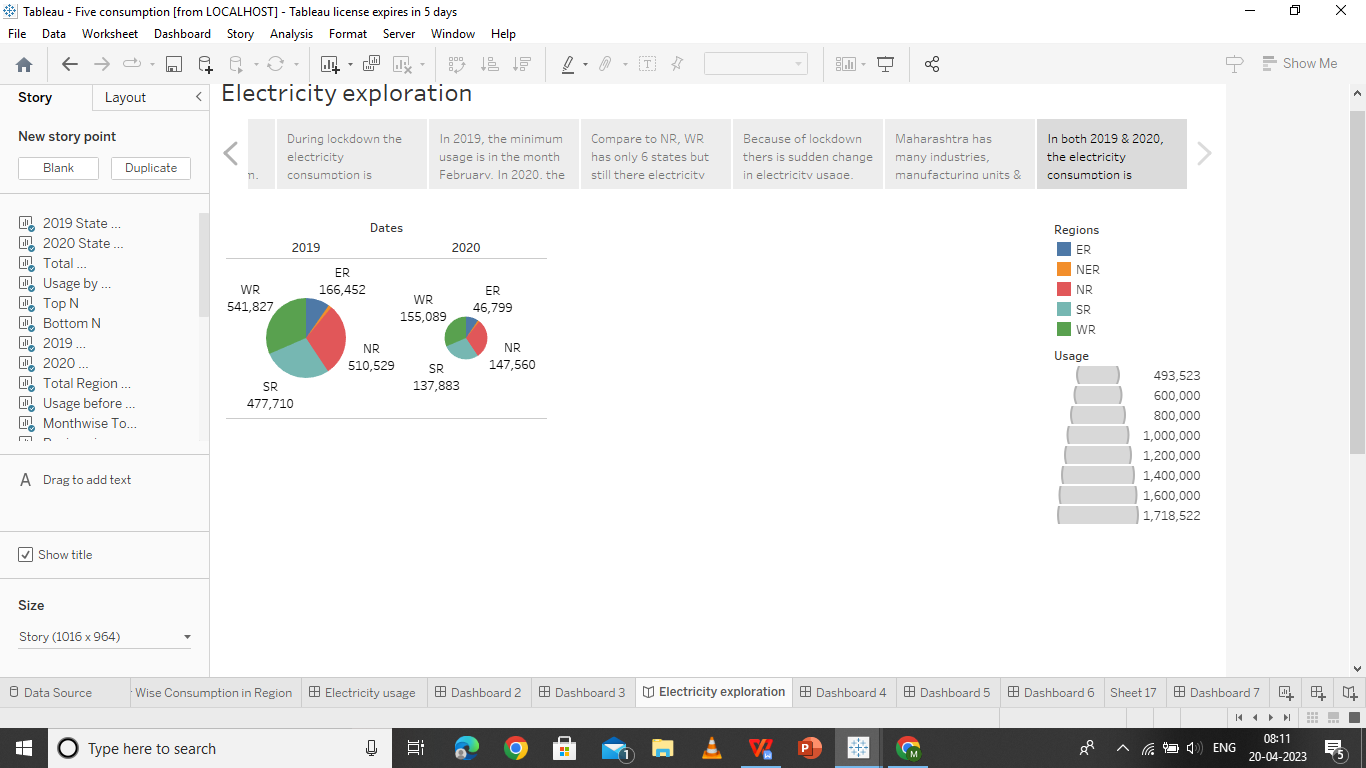 Tableau - Five consumption [from LOCALHOST] - Tableau license expires in 5 days
File Data Worksheet Dashboard Story Analysis Format Server Window Help
Show Me
Story Layout
Electricity exploration
New story point
Blank Duplicate
m.
During lockdown the
electricity
consumption is
In 2019, the minimum
usage is in the month
February. In 2020, the
Compare to NR, WR
has only 6 states but
still there electricity
Because of lockdown
thers is sudden change
in electricity usage.
Maharashtra has
many industries,
manufacturing units &
In both 2019 & 2020,
the electricity
consumption is
2019 State ...
2020 State ...
Total ...
Usage by ...
Top N
Bottom N
2019 ...
2020 ...
Total Region ...
Usage before ...
Monthwise To...
A Drag to add text
Show title
Size
Story (1016 x 964)
Dates
2019 2020
ER
166,452
WR
541,827
NR
510,529
SR
477,710
ER
46,799
WR
155,089
NR
147,560
SR
137,883
Regions
ER
NER
NR
SR
WR
Usage
493,523
600,000
800,000
1,000,000
1,200,000
1,400,000
1,600,000
1,718,522
Data Source Wise Consumption in Region Electricity usage Dashboard 2 Dashboard 3 Electricity exploration Dashboard 4 Dashboard 5 Dashboard 6 Sheet 17 Dashboard 7
Type here to search
1
ENG
08:11
20-04-2023
5